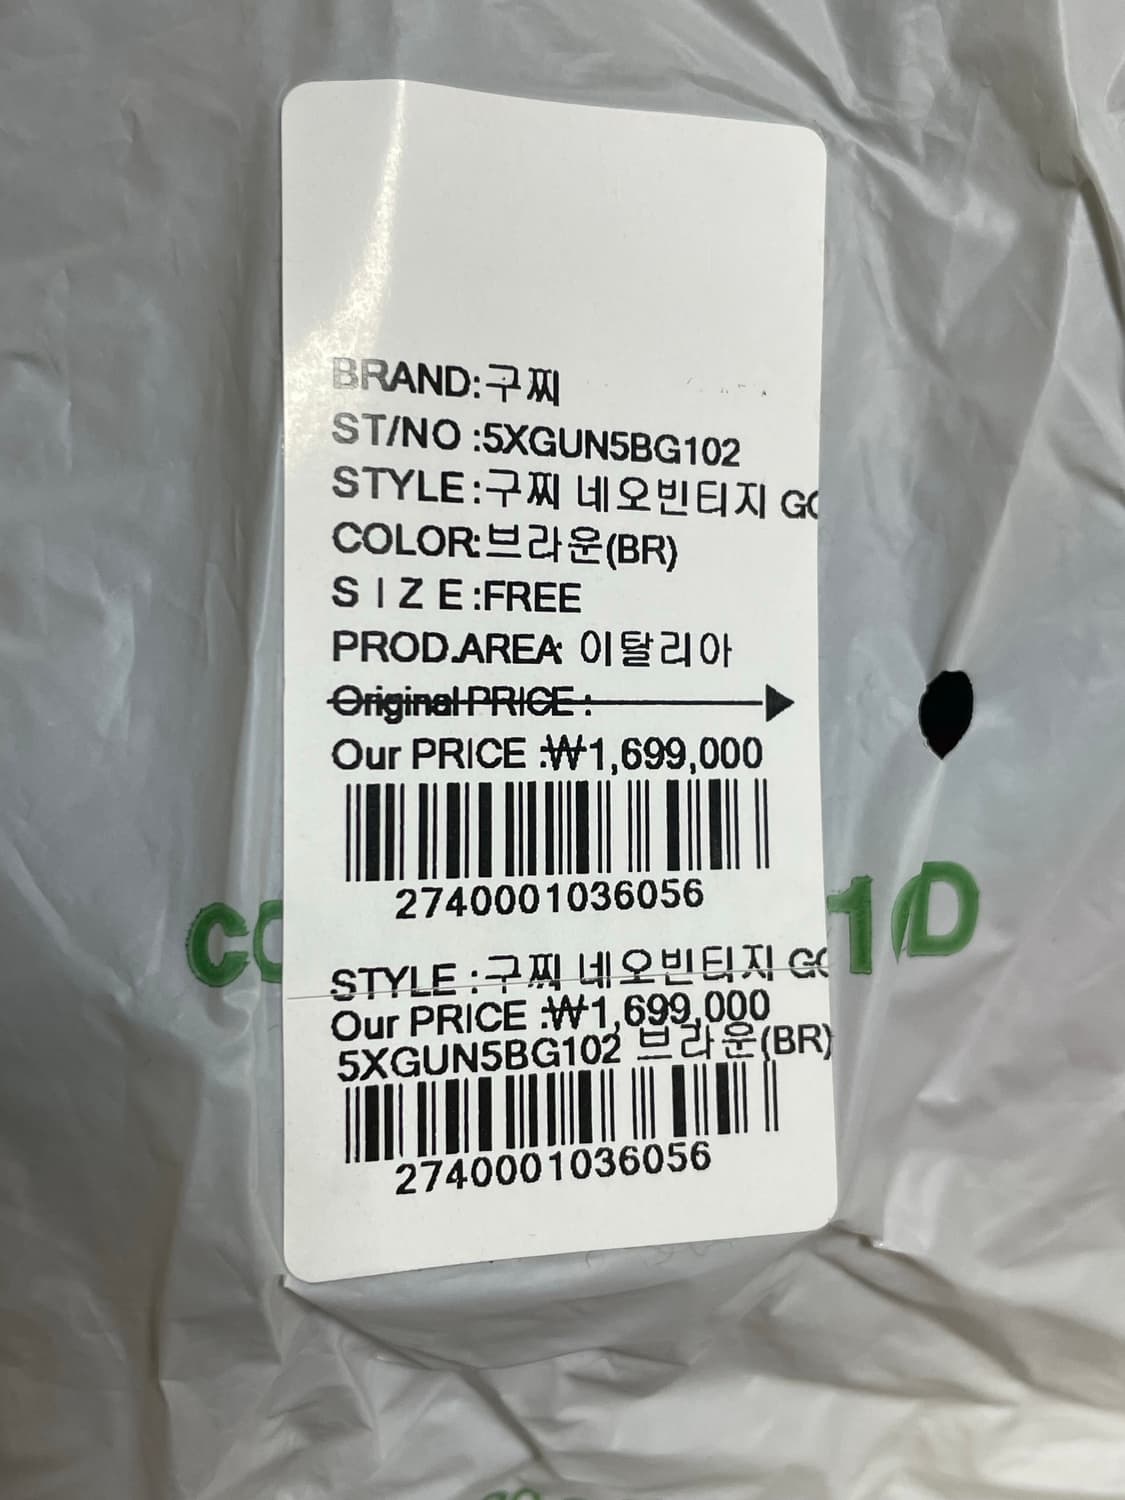 BRAND:구찌
ST/NO :5XGUN5BG102
STYLE:구찌 네오빈티지
COLOR:브라운(BR)
SIZE:FREE
PROD.AREA: 이탈리아
Original PRICE :
Our PRICE :₩1,699,000
2740001036056
STYLE :구찌 네오빈티지
Our PRICE :₩1,699,000
5XGUN5BG102 브라운(BR)
2740001036056